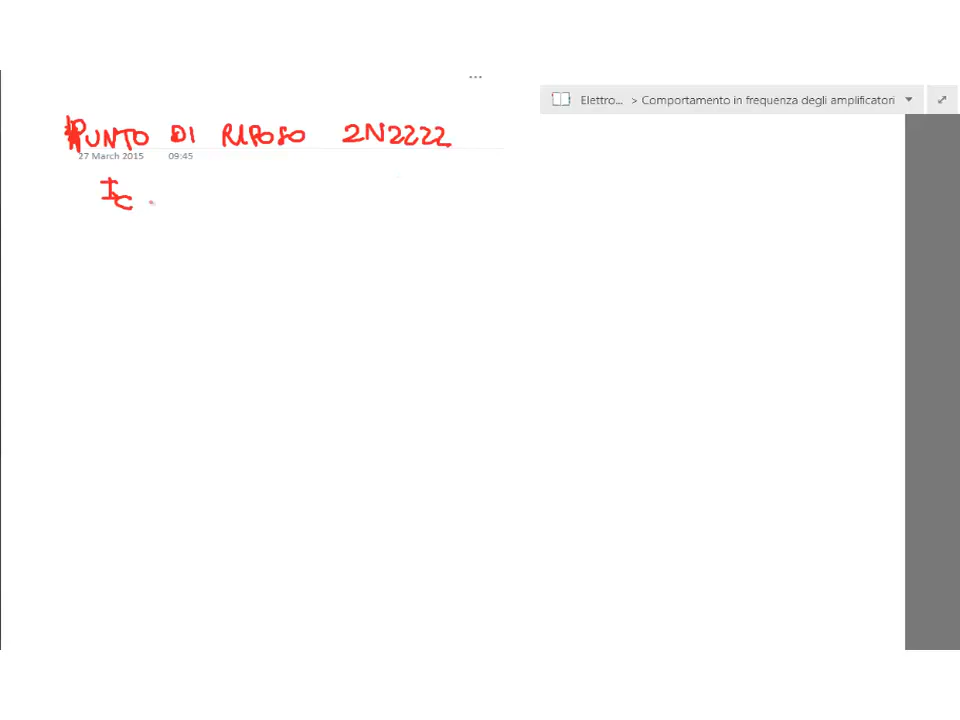 ...
Elettro... > Comportamento in frequenza degli amplificatori
PUNTO DI RIPOSO 2N2222
27 March 2015 09:45
IC